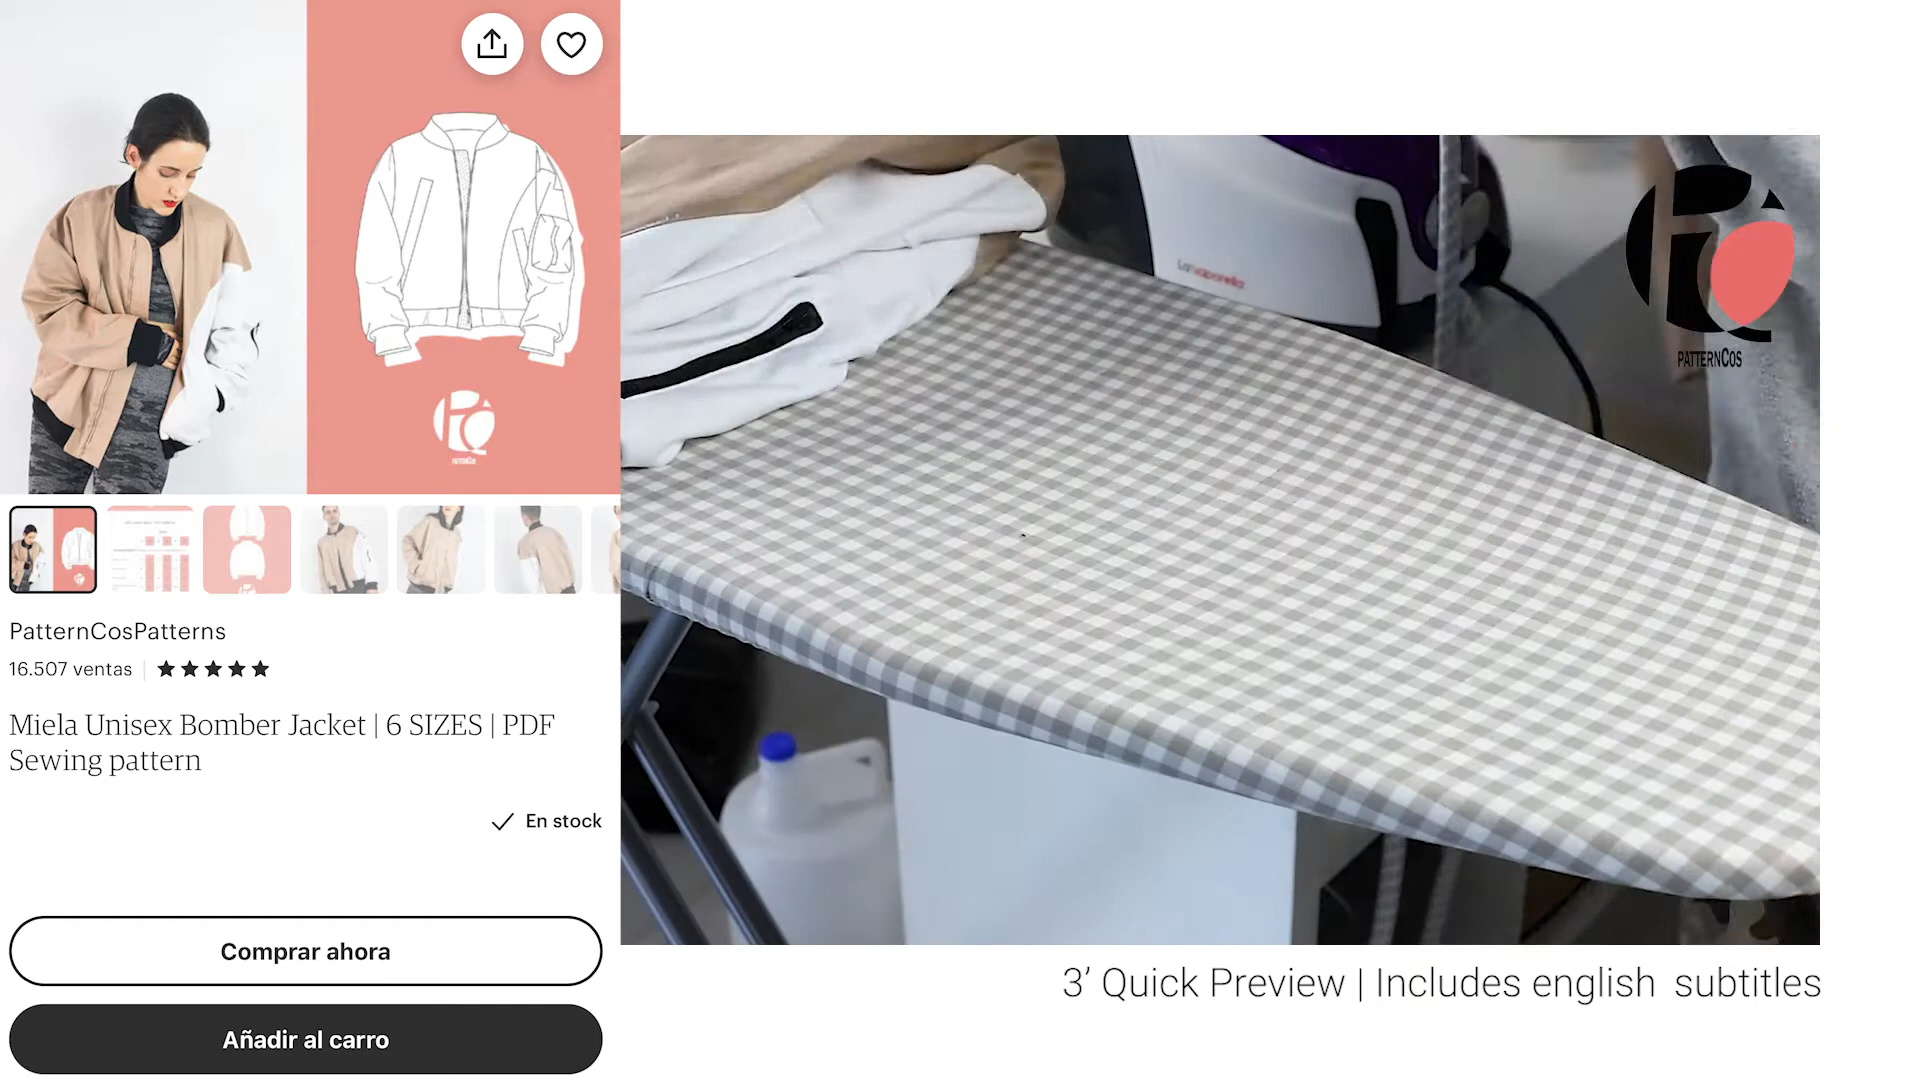 PATTERNCOS
PatternCosPatterns
16.507 ventas
Miela Unisex Bomber Jacket | 6 SIZES | PDF
Sewing pattern
En stock
Comprar ahora
Añadir al carro
PATTERNCOS
3’ Quick Preview | Includes english subtitles